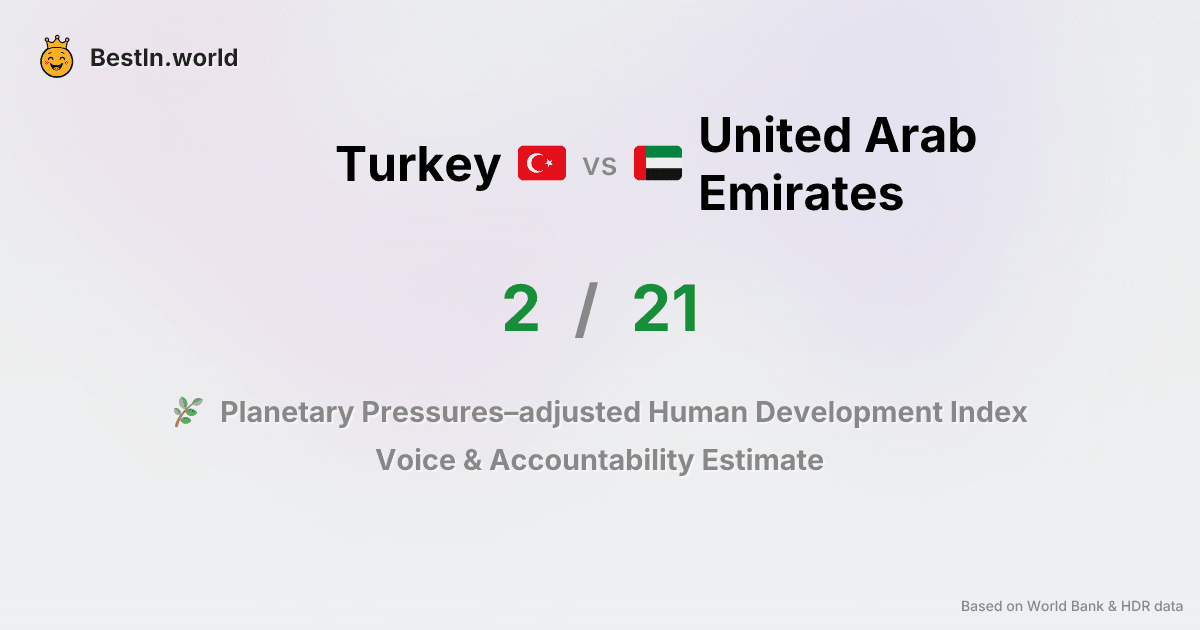 BestIn.world
Turkey vs United Arab
Emirates
2 / 21
Planetary Pressures–adjusted Human Development Index
Voice & Accountability Estimate
Based on World Bank & HDR data